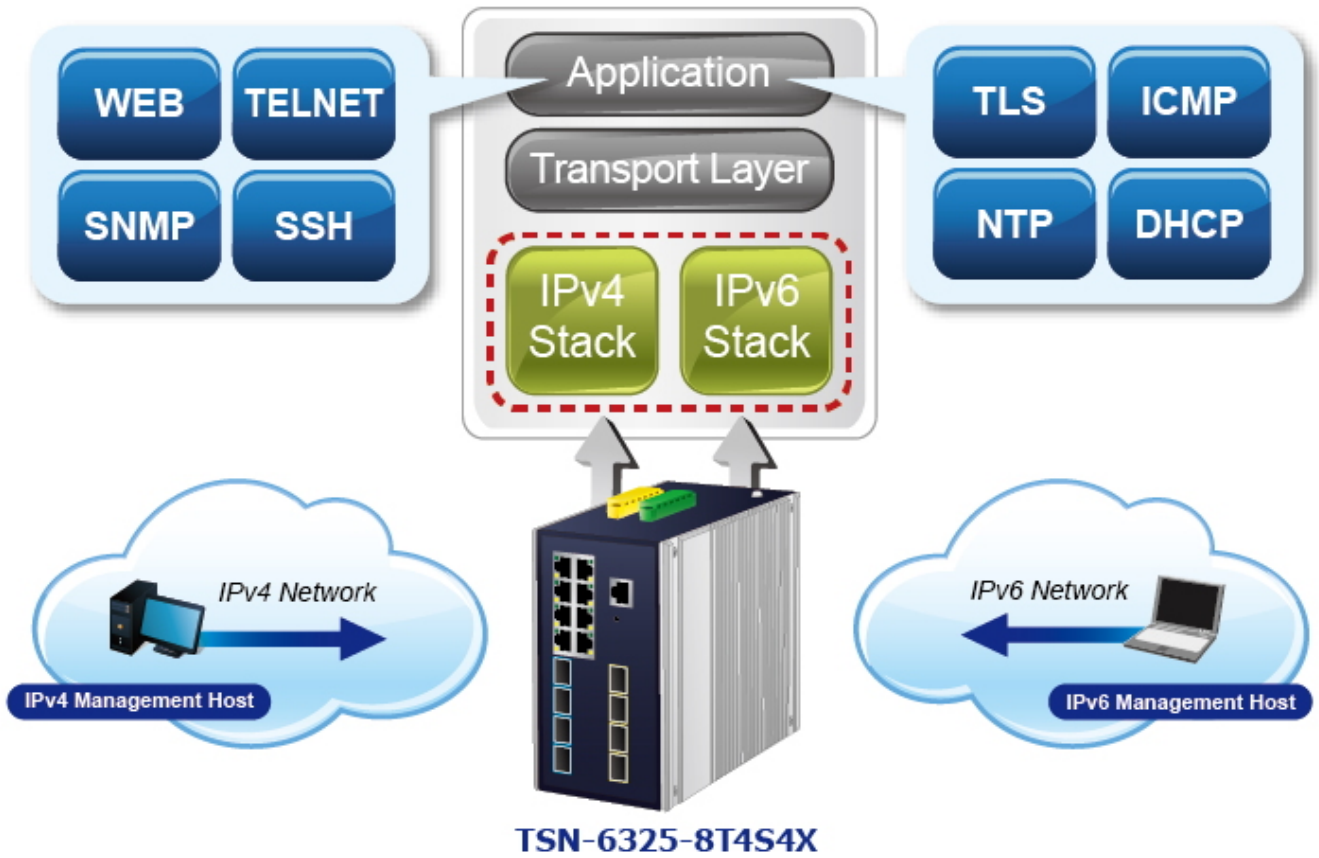 WEB
TELNET
SNMP
SSH
Application
Transport Layer
IPv4
Stack
IPv6
Stack
TLS
ICMP
NTP
DHCP
IPv4 Network
IPv4 Management Host
IPv6 Network
IPv6 Management Host
TSN-6325-8T4S4X